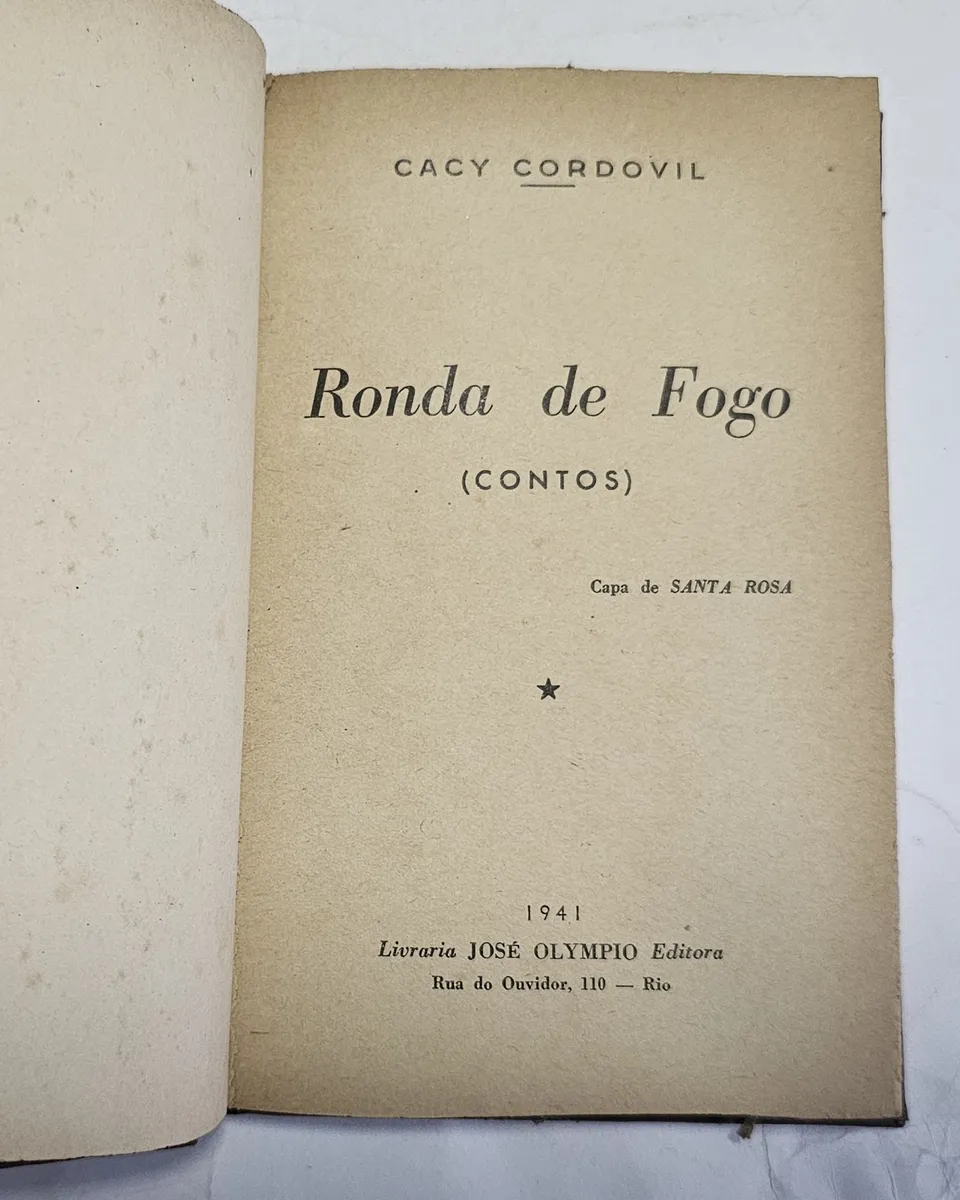 CACY CORDOVIL
Ronda de Fogo
(CONTOS)
Capa de SANTA ROSA
1941
Livraria JOSÉ OLYMPIO Editora
Rua do Ouvidor, 110 — Rio